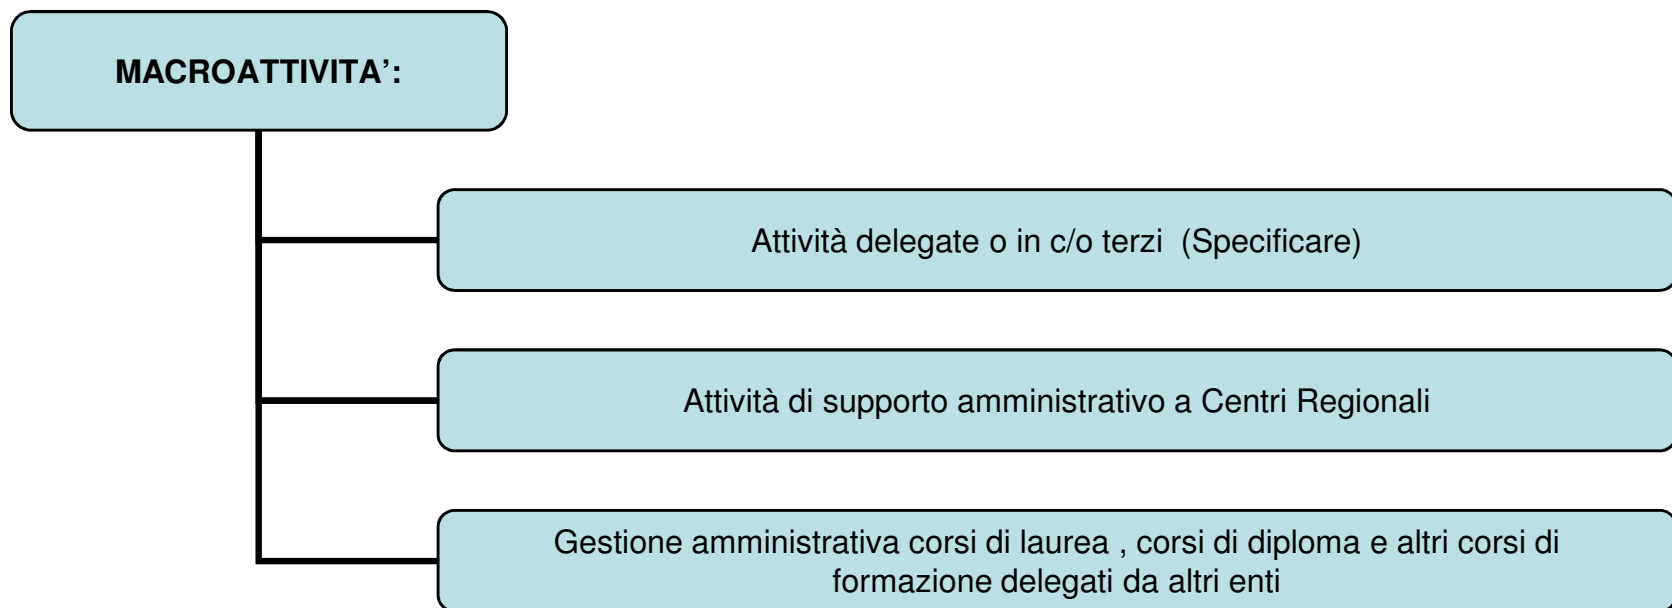 MACROATTIVITA’:
Attività delegate o in c/o terzi  (Specificare)
Attività di supporto amministrativo a Centri Regionali
Gestione amministrativa corsi di laurea , corsi di diploma e altri corsi di
formazione delegati da altri enti